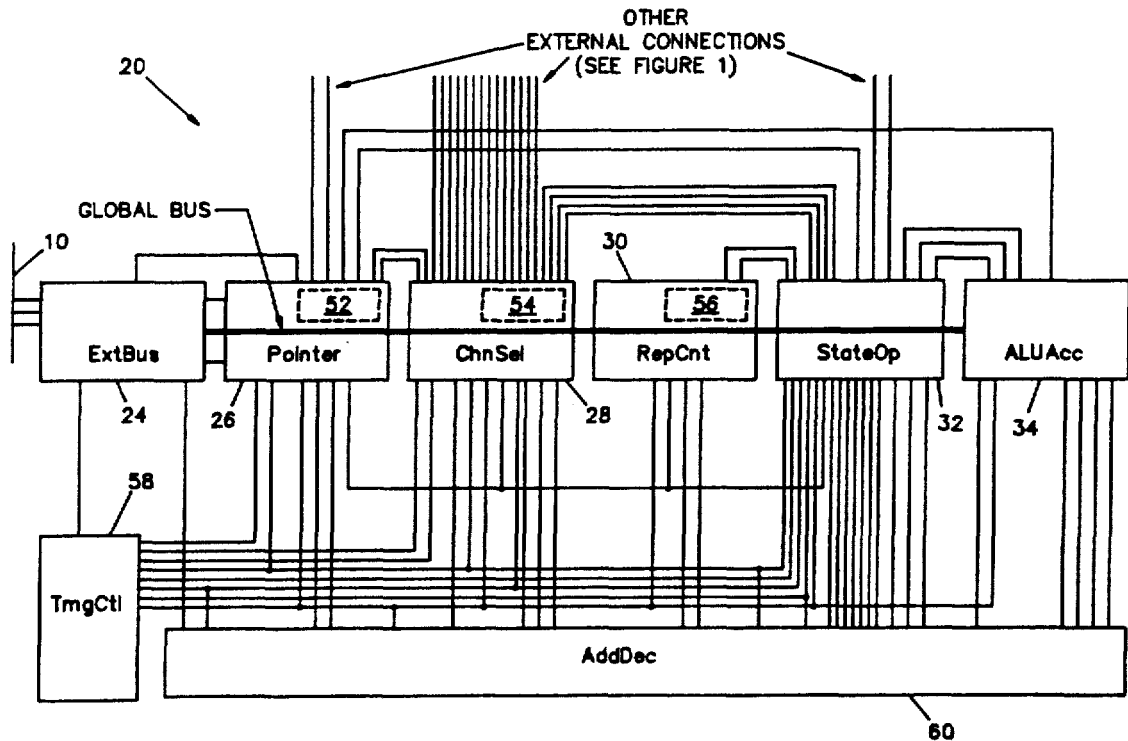 OTHER
EXTERNAL CONNECTIONS
(SEE FIGURE 1)
20
GLOBAL BUS
10
30
52
54
56
ExtBus
Pointer
ChnSel
RepCnt
StateOp
ALUAcc
24
26
28
32
34
58
TmgCtl
AddDec
60